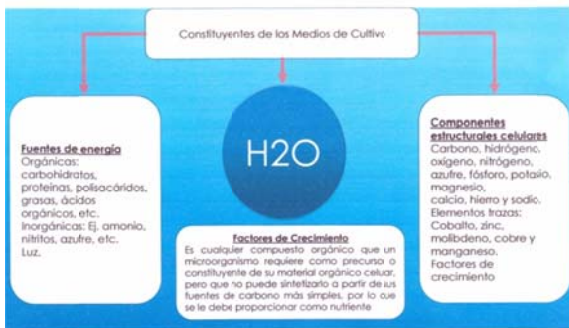 Constituyentes de los Medios de Cultivo
Fuentes de energía
Orgánicas:
carbohidratos,
proteínas, polisacáridos,
grasas, ácidos
orgánicos, etc.
Inorgánicas: Ej. amonio,
nitritos, azufre, etc.
Luz.
H2O
Factores de Crecimiento
Es cualquier compuesto orgánico que un
microorganismo requiere como precurso o
constituyente de su material orgánico celuar,
pero que no puede sintetizarlo a partir de sus
fuentes de carbono más simples, por lo que
se le debe proporcionar como nutriente
Componentes
estructurales celulares
Carbono, hidrógeno,
oxígeno, nitrógeno,
azufre, fósforo, potasio,
magnesio,
calcio, hierro y sodio.
Elementos trazas:
Cobalto, zinc,
molibdeno, cobre y
manganeso.
Factores de
crecimiento